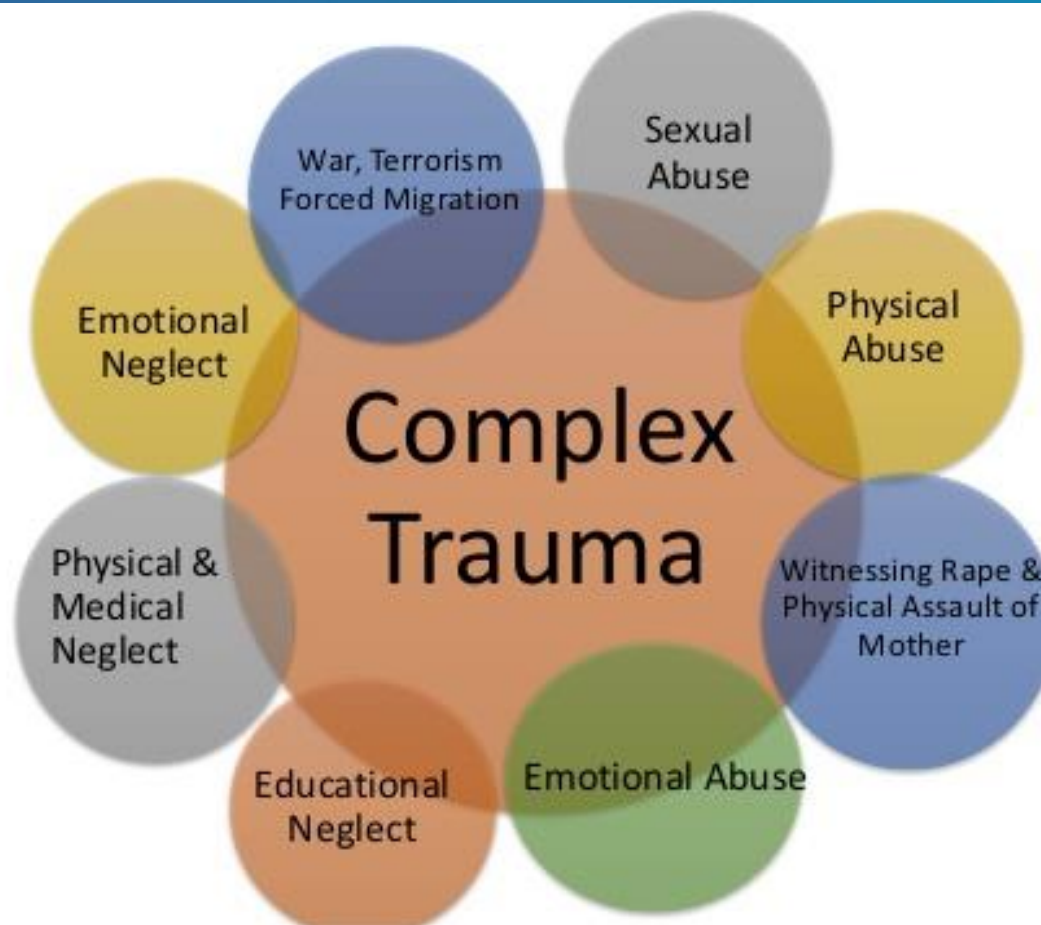 Complex
Trauma
Sexual
Abuse
Physical
Abuse
Witnessing Rape &
Physical Assault of
Mother
Emotional Abuse
Educational
Neglect
Physical &
Medical
Neglect
Emotional
Neglect
War, Terrorism
Forced Migration